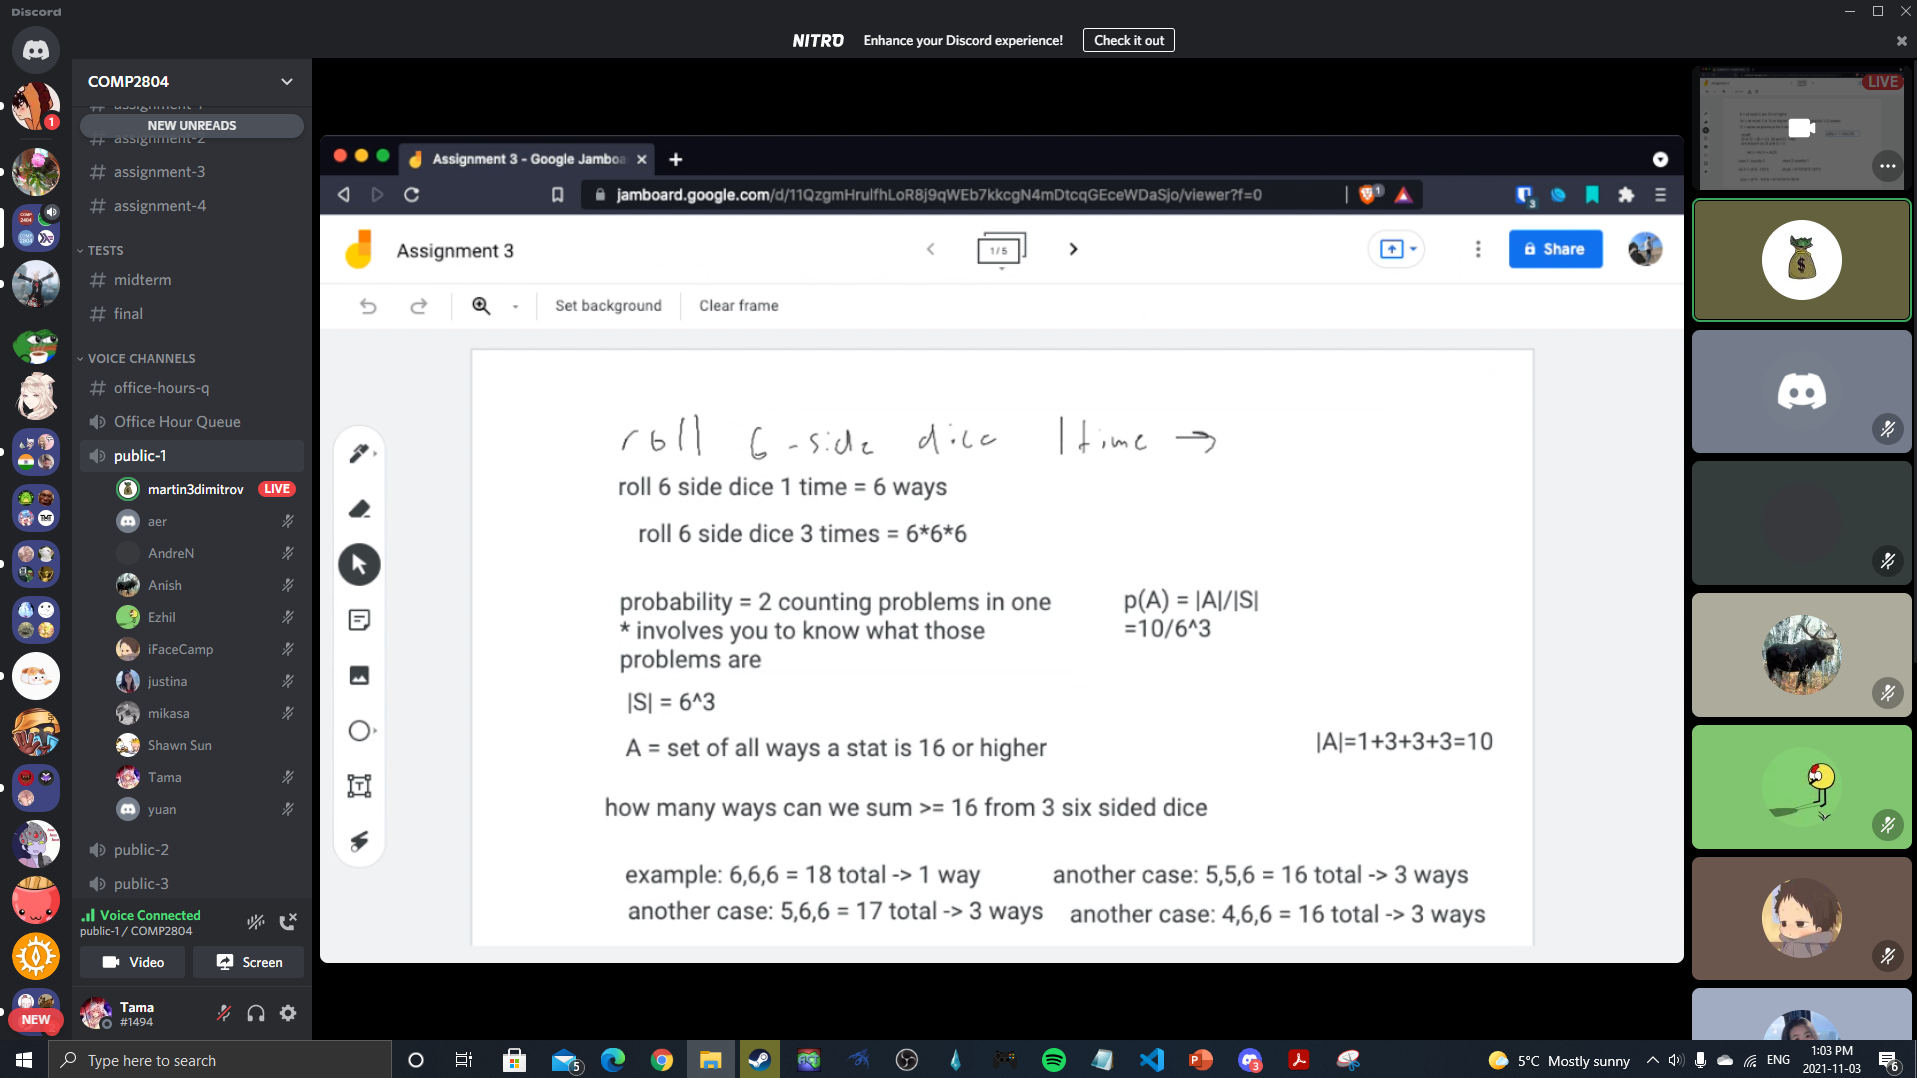 Discord
NITRO Enhance your Discord experience! Check it out
COMP2804
assignment-1
NEW UNREADS
assignment-2
assignment-3
assignment-4
TESTS
midterm
final
VOICE CHANNELS
office-hours-q
Office Hour Queue
public-1
martin3dimitrov LIVE
aer
AndreN
Anish
Ezhil
iFaceCamp
justina
mikasa
Shawn Sun
Tama
yuan
public-2
public-3
Voice Connected
public-1 / COMP2804
Video Screen
Tama
#1494
1
NEW
Assignment 3 - Google Jamboa
jamboard.google.com/d/11QzgmHrulfhLoR8j9qWEb7kkcgN4mDtcqGEceWDaSjo/viewer?f=0
1
3
Assignment 3
1/5
Share
Set background Clear frame
roll 6-side dice 1 time →
roll 6 side dice 1 time = 6 ways
roll 6 side dice 3 times = 6*6*6
probability = 2 counting problems in one
* involves you to know what those
problems are
p(A) = |A|/|S|
=10/6^3
|S| = 6^3
A = set of all ways a stat is 16 or higher
|A|=1+3+3+3=10
how many ways can we sum >= 16 from 3 six sided dice
example: 6,6,6 = 18 total -> 1 way
another case: 5,5,6 = 16 total -> 3 ways
another case: 5,6,6 = 17 total -> 3 ways
another case: 4,6,6 = 16 total -> 3 ways
LIVE
Type here to search
5
3
5°C Mostly sunny
ENG
1:03 PM
2021-11-03
6